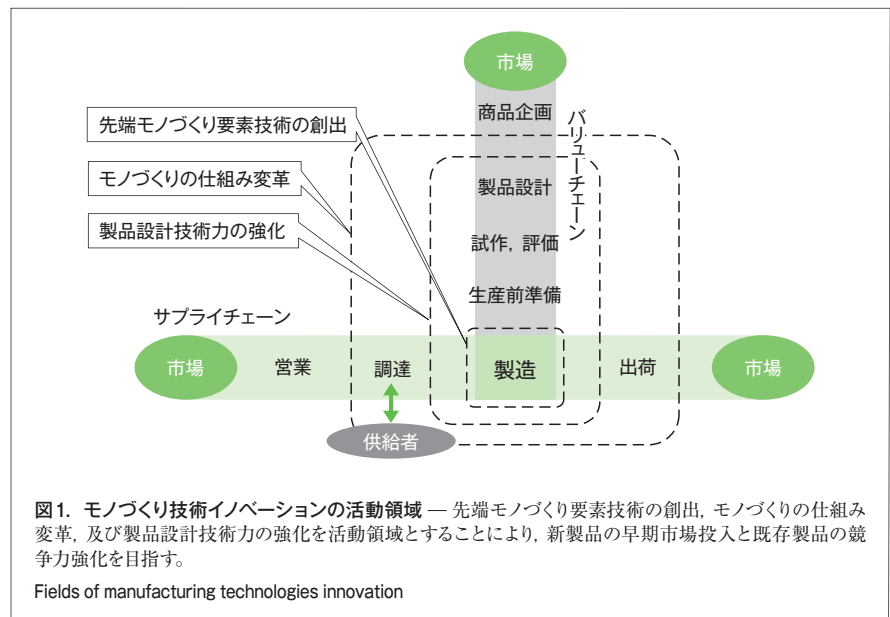 市場
商品企画
バリューチェーン
先端モノづくり要素技術の創出
モノづくりの仕組み変革
製品設計
製品設計技術力の強化
試作, 評価
生産前準備
サプライチェーン
市場
営業
調達
製造
出荷
市場
供給者
図1. モノづくり技術イノベーションの活動領域 — 先端モノづくり要素技術の創出, モノづくりの仕組み
変革, 及び製品設計技術力の強化を活動領域とすることにより, 新製品の早期市場投入と既存製品の競
争力強化を目指す。
Fields of manufacturing technologies innovation